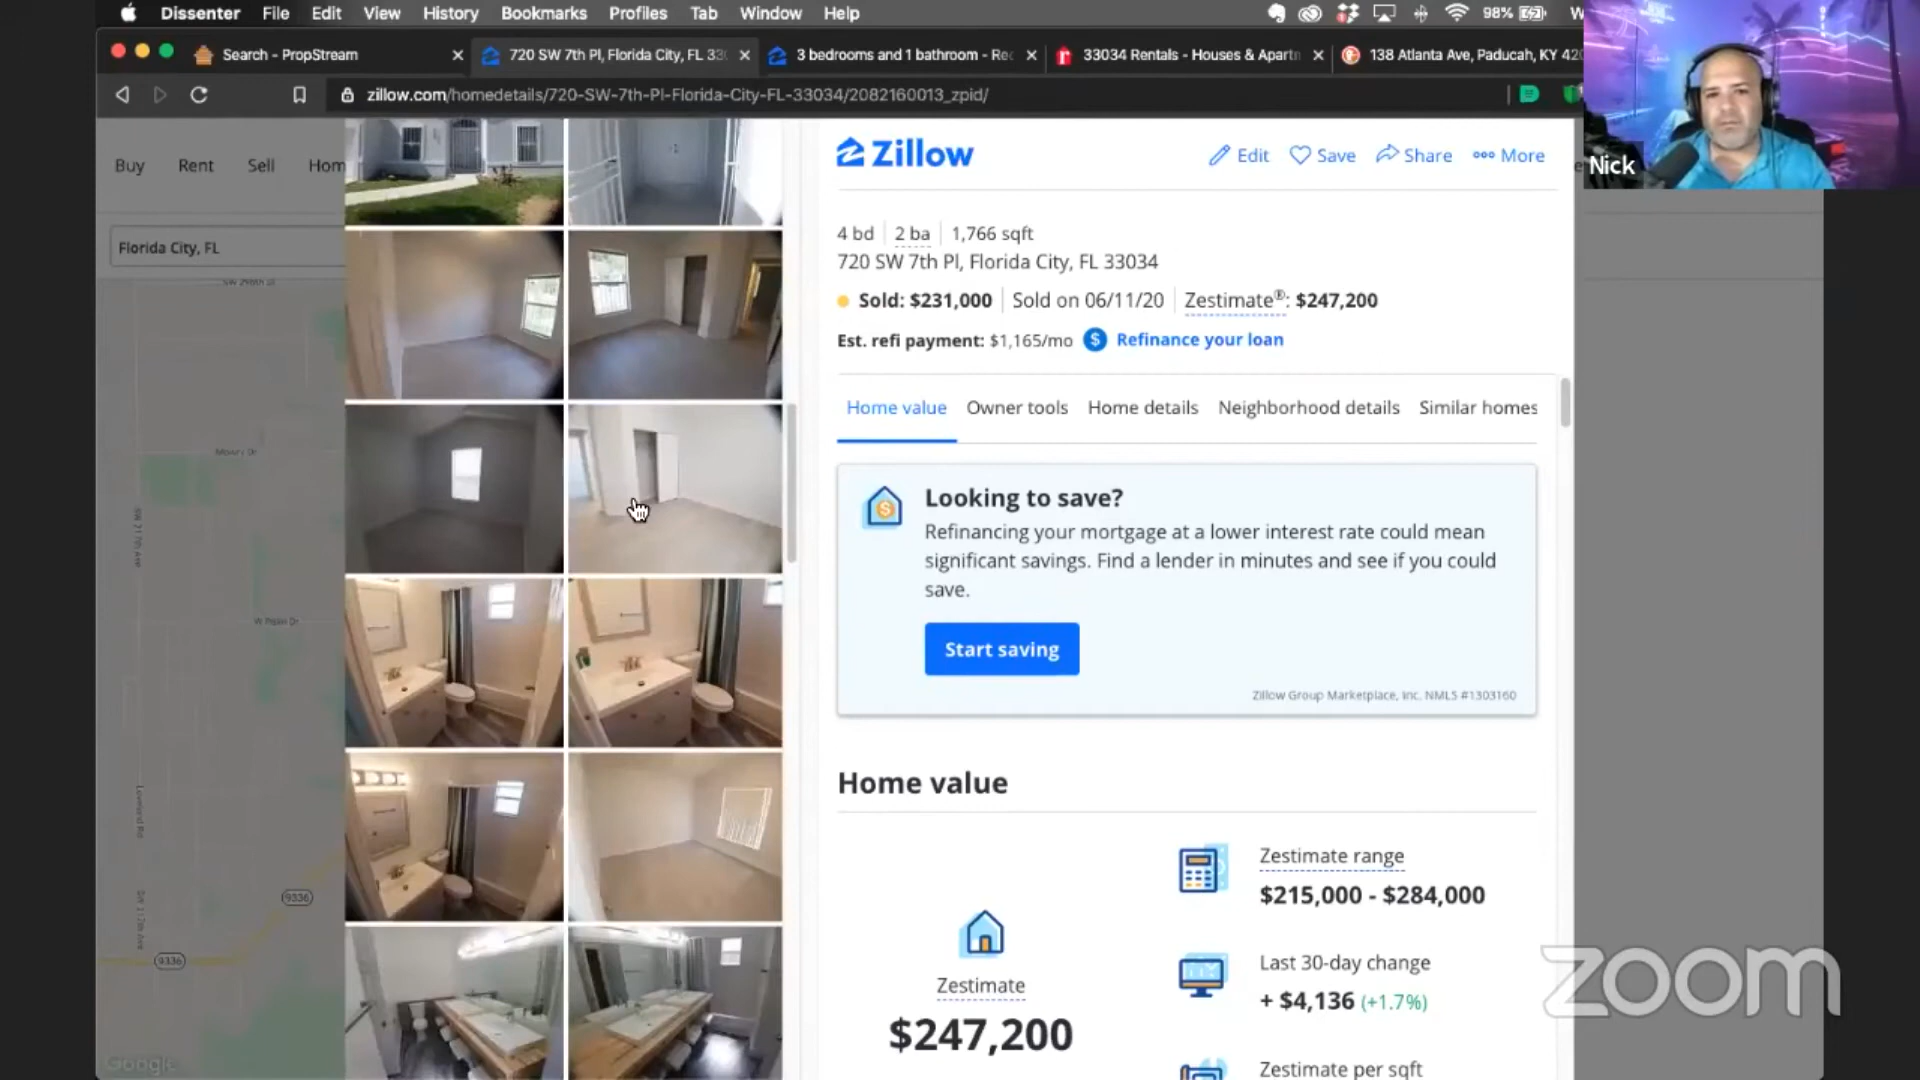 Dissenter File Edit View History Bookmarks Profiles Tab Window Help 98%
Search - PropStream
720 SW 7th Pl, Florida City, FL 33
3 bedrooms and 1 bathroom - Re
33034 Rentals - Houses & Apart
138 Atlanta Ave, Paducah, KY 42
zillow.com/homedetails/720-SW-7th-Pl-Florida-City-FL-33034/2082160013_zpid/
Nick
Buy Rent Sell Hom
Florida City, FL
Mowry Dr
W Palm Dr
9336
9336
Google
Zillow
Edit Save Share More
4 bd 2 ba 1,766 sqft
720 SW 7th Pl, Florida City, FL 33034
Sold: $231,000 Sold on 06/11/20 Zestimate®: $247,200
Est. refi payment: $1,165/mo $ Refinance your loan
Home value Owner tools Home details Neighborhood details Similar homes
Looking to save?
Refinancing your mortgage at a lower interest rate could mean
significant savings. Find a lender in minutes and see if you could
save.
Start saving
Zillow Group Marketplace, Inc. NMLS #1303160
Home value
Zestimate
$247,200
Zestimate range
$215,000 - $284,000
Last 30-day change
+ $4,136 (+1.7%)
Zestimate per sqft
zoom